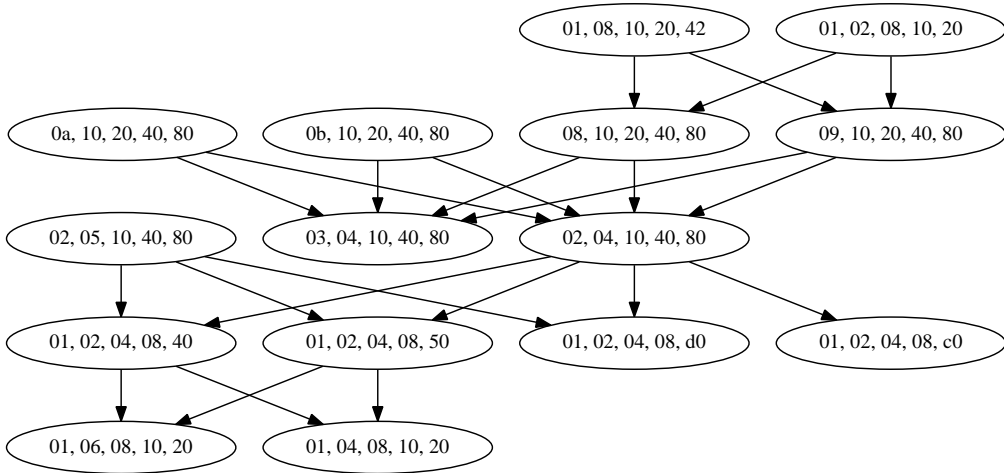 01, 08, 10, 20, 42
01, 02, 08, 10, 20
0a, 10, 20, 40, 80
0b, 10, 20, 40, 80
08, 10, 20, 40, 80
09, 10, 20, 40, 80
02, 05, 10, 40, 80
03, 04, 10, 40, 80
02, 04, 10, 40, 80
01, 02, 04, 08, 40
01, 02, 04, 08, 50
01, 02, 04, 08, d0
01, 02, 04, 08, c0
01, 06, 08, 10, 20
01, 04, 08, 10, 20